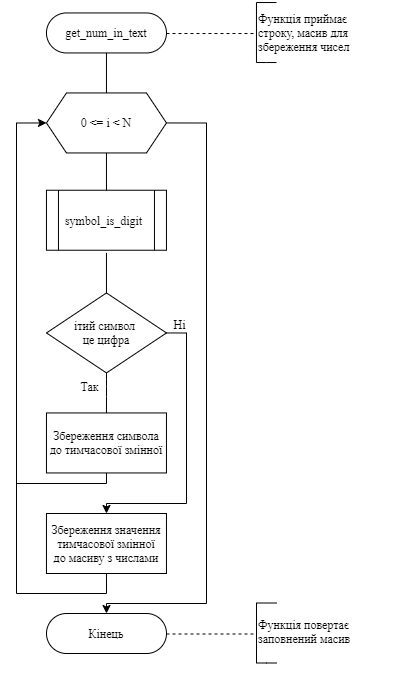 get_num_in_text
Функція приймає
строку, масив для
збереження чисел
0 <= i < N
symbol_is_digit
ітий символ
це цифра
Ні
Так
Збереження символа
до тимчасової змінної
Збереження значення
тимчасової змінної
до масиву з числами
Кінець
Функція повертає
заповнений масив